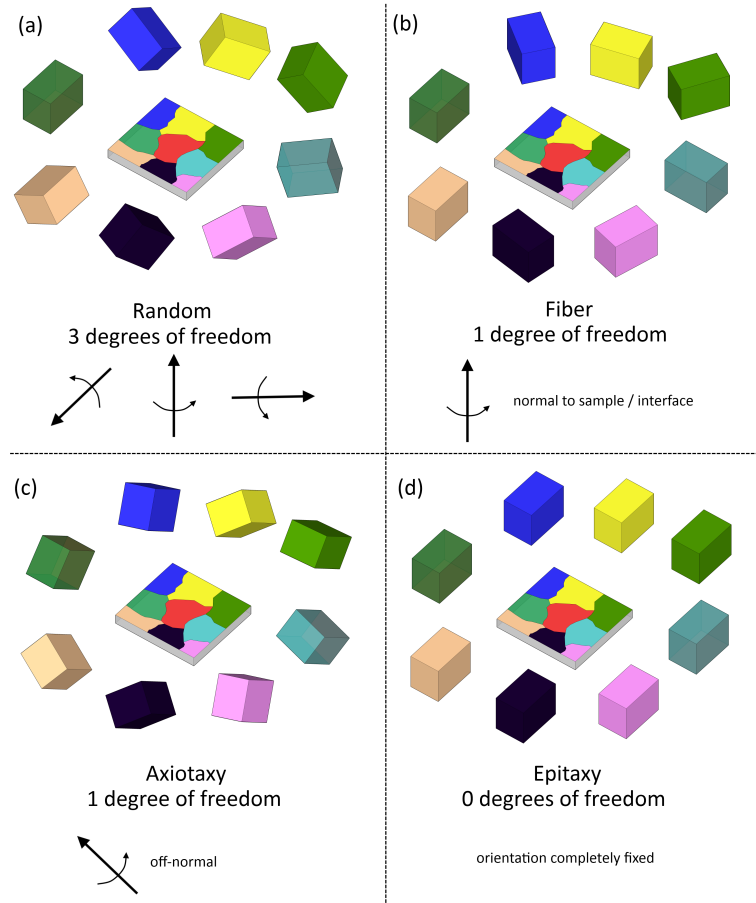 (a)
Random
3 degrees of freedom
(b)
Fiber
1 degree of freedom
normal to sample / interface
(c)
Axiotaxy
1 degree of freedom
off-normal
(d)
Epitaxy
0 degrees of freedom
orientation completely fixed